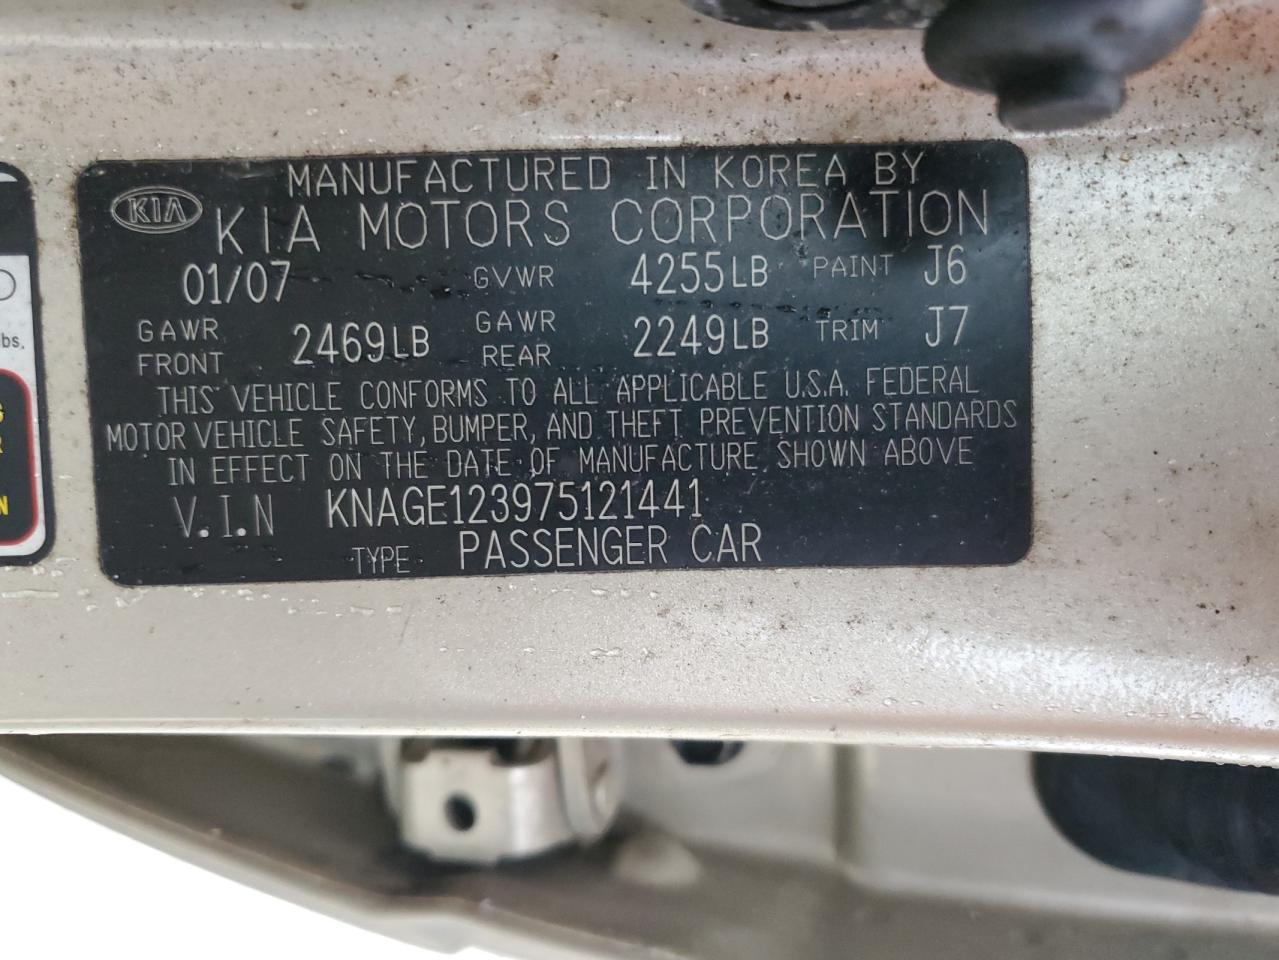 MANUFACTURED IN KOREA BY
KIA KIA MOTORS CORPORATION
01/07 GVWR 4255LB PAINT J6
GAWR FRONT 2469LB GAWR REAR 2249LB TRIM J7
THIS VEHICLE CONFORMS TO ALL APPLICABLE U.S.A. FEDERAL
MOTOR VEHICLE SAFETY, BUMPER, AND THEFT PREVENTION STANDARDS
IN EFFECT ON THE DATE OF MANUFACTURE SHOWN ABOVE
V.I.N KNAGE123975121441
TYPE PASSENGER CAR